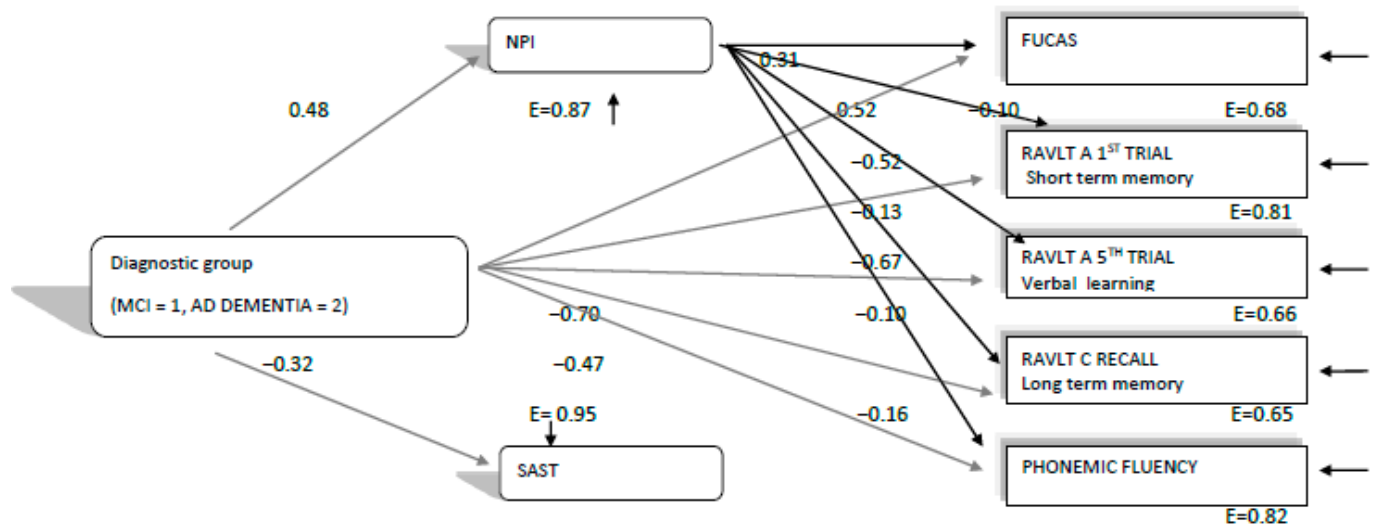 NPI
FUCAS
0.31
0.48
E=0.87
0.52
−0.10
E=0.68
RAVLT A 1ST TRIAL
Short term memory
−0.52
−0.13
E=0.81
Diagnostic group
(MCI = 1, AD DEMENTIA = 2)
RAVLT A 5TH TRIAL
Verbal learning
−0.67
−0.70
−0.10
E=0.66
−0.32
−0.47
RAVLT C RECALL
Long term memory
E= 0.95
−0.16
E=0.65
SAST
PHONEMIC FLUENCY
E=0.82